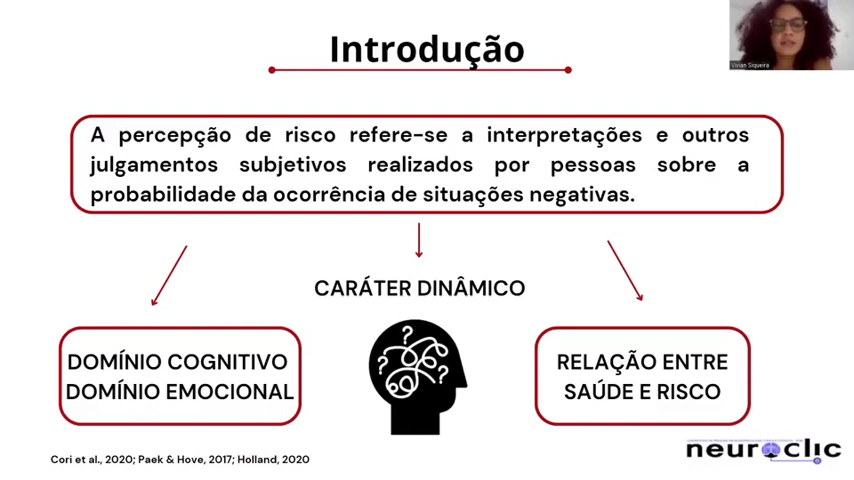 Introdução
Vivian Siqueira
A percepção de risco refere-se a interpretações e outros
julgamentos subjetivos realizados por pessoas sobre a
probabilidade da ocorrência de situações negativas.
CARÁTER DINÂMICO
DOMÍNIO COGNITIVO
DOMÍNIO EMOCIONAL
? ? ?
RELAÇÃO ENTRE
SAÚDE E RISCO
Cori et al., 2020; Paek & Hove, 2017; Holland, 2020
neuroclic